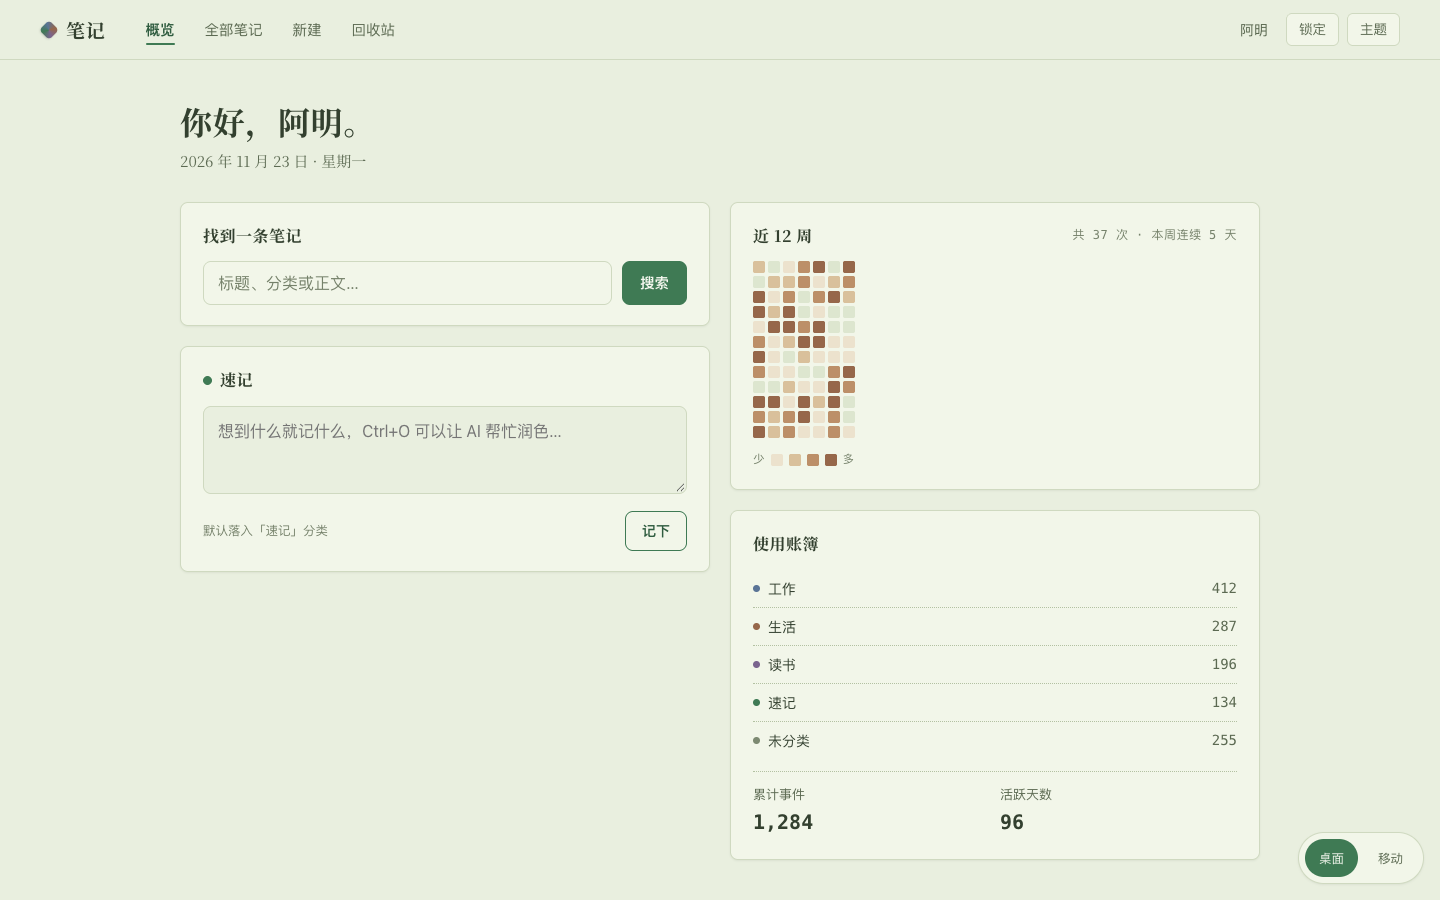 笔记
概览
全部笔记
新建
回收站
阿明
锁定
主题
你好，阿明。
2026 年 11 月 23 日 · 星期一
找到一条笔记
标题、分类或正文...
搜索
速记
想到什么就记什么，Ctrl+O 可以让 AI 帮忙润色...
默认落入「速记」分类
记下
近 12 周
共 37 次 · 本周连续 5 天
少
多
使用账簿
工作 412
生活 287
读书 196
速记 134
未分类 255
累计事件
1,284
活跃天数
96
桌面
移动